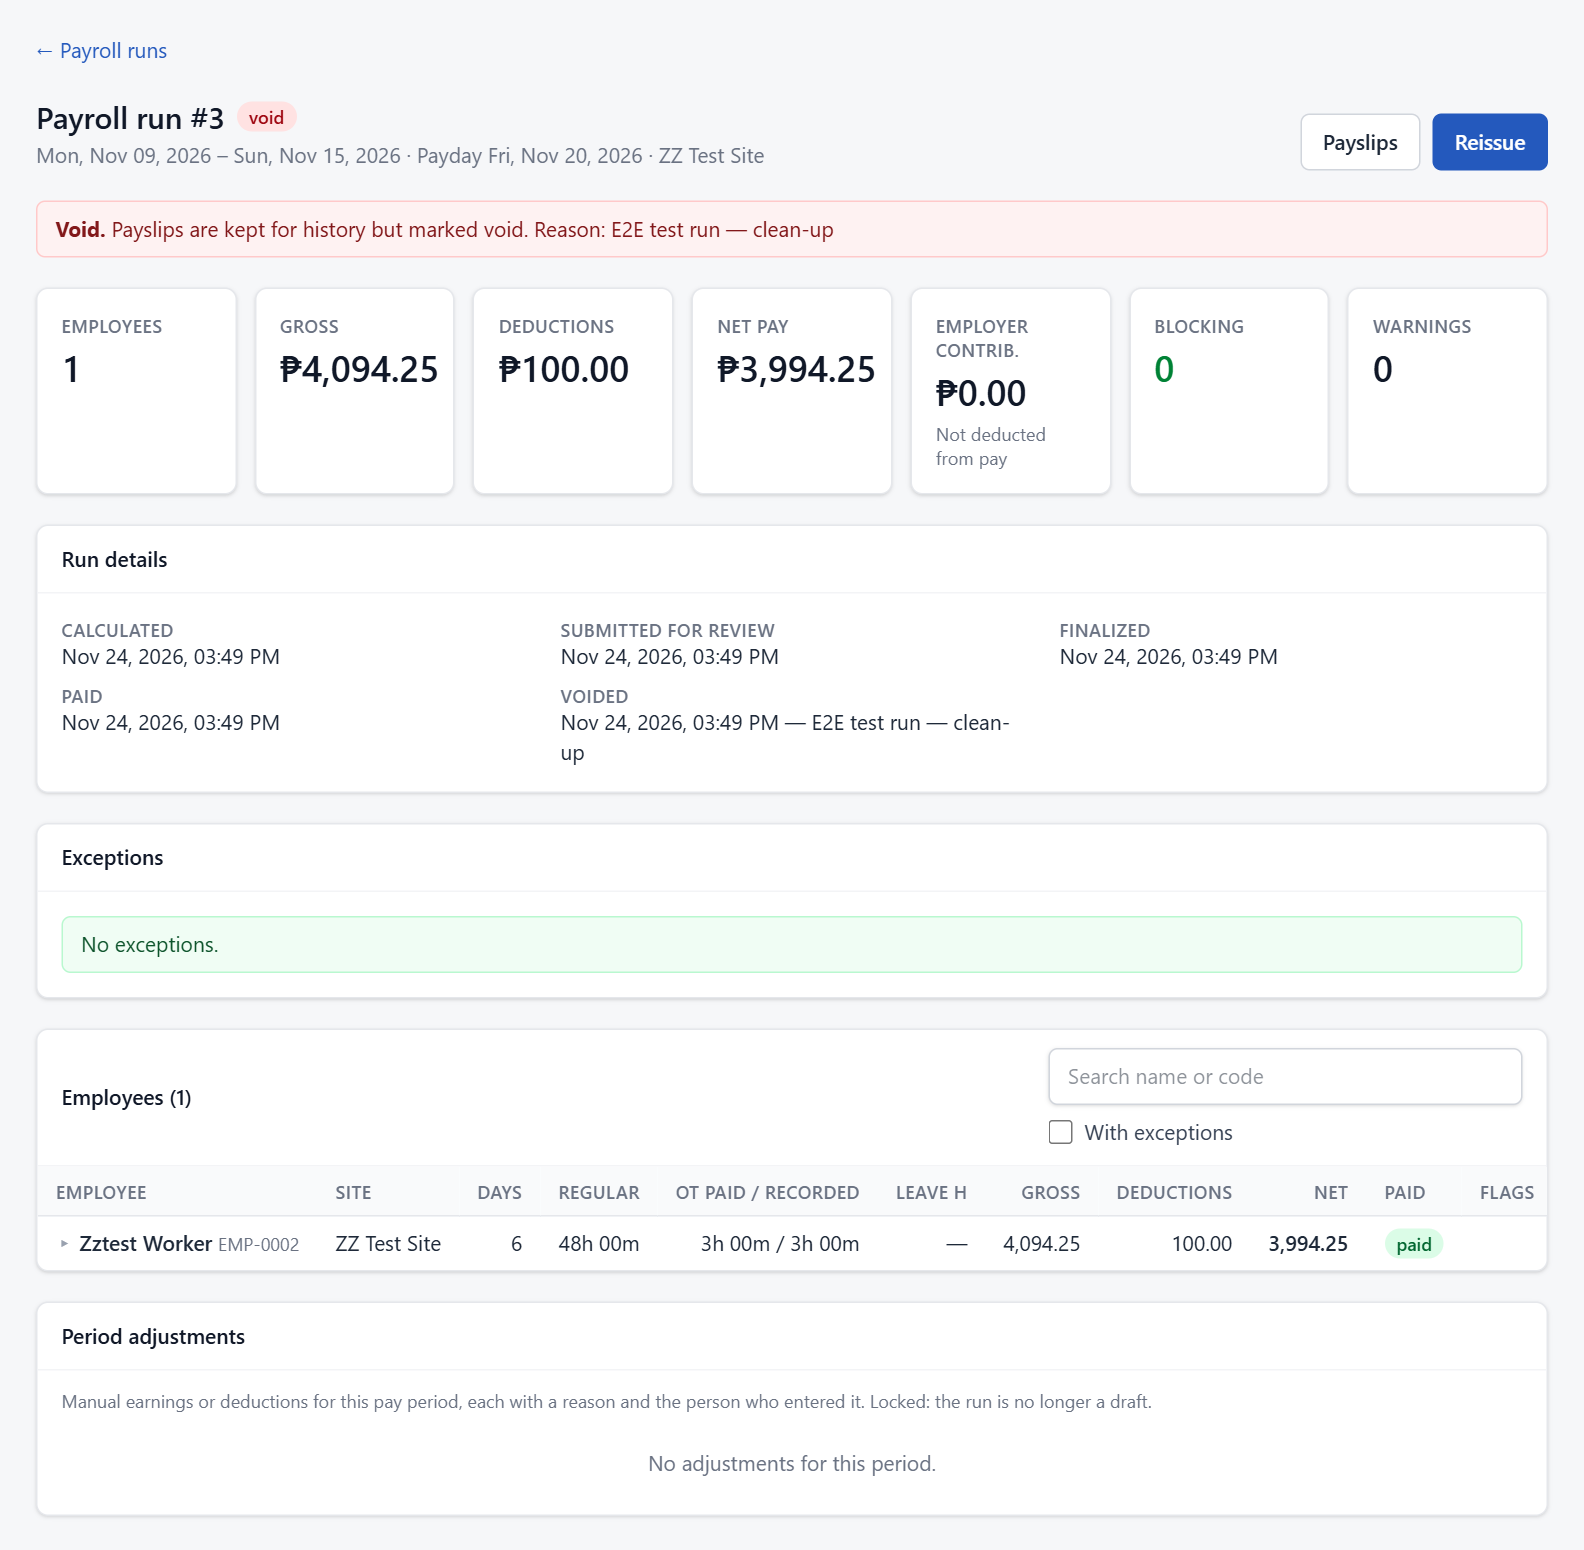 ← Payroll runs
Payroll run #3 void
Mon, Nov 09, 2026 – Sun, Nov 15, 2026 · Payday Fri, Nov 20, 2026 · ZZ Test Site
Payslips
Reissue
Void. Payslips are kept for history but marked void. Reason: E2E test run — clean-up
EMPLOYEES
1
GROSS
₱4,094.25
DEDUCTIONS
₱100.00
NET PAY
₱3,994.25
EMPLOYER
CONTRIB.
₱0.00
Not deducted
from pay
BLOCKING
0
WARNINGS
0
Run details
CALCULATED
Nov 24, 2026, 03:49 PM
SUBMITTED FOR REVIEW
Nov 24, 2026, 03:49 PM
FINALIZED
Nov 24, 2026, 03:49 PM
PAID
Nov 24, 2026, 03:49 PM
VOIDED
Nov 24, 2026, 03:49 PM — E2E test run — clean-
up
Exceptions
No exceptions.
Employees (1)
Search name or code
With exceptions
EMPLOYEE SITE DAYS REGULAR OT PAID / RECORDED LEAVE H GROSS DEDUCTIONS NET PAID FLAGS
▸ Zztest Worker EMP-0002 ZZ Test Site 6 48h 00m 3h 00m / 3h 00m — 4,094.25 100.00 3,994.25 paid
Period adjustments
Manual earnings or deductions for this pay period, each with a reason and the person who entered it. Locked: the run is no longer a draft.
No adjustments for this period.